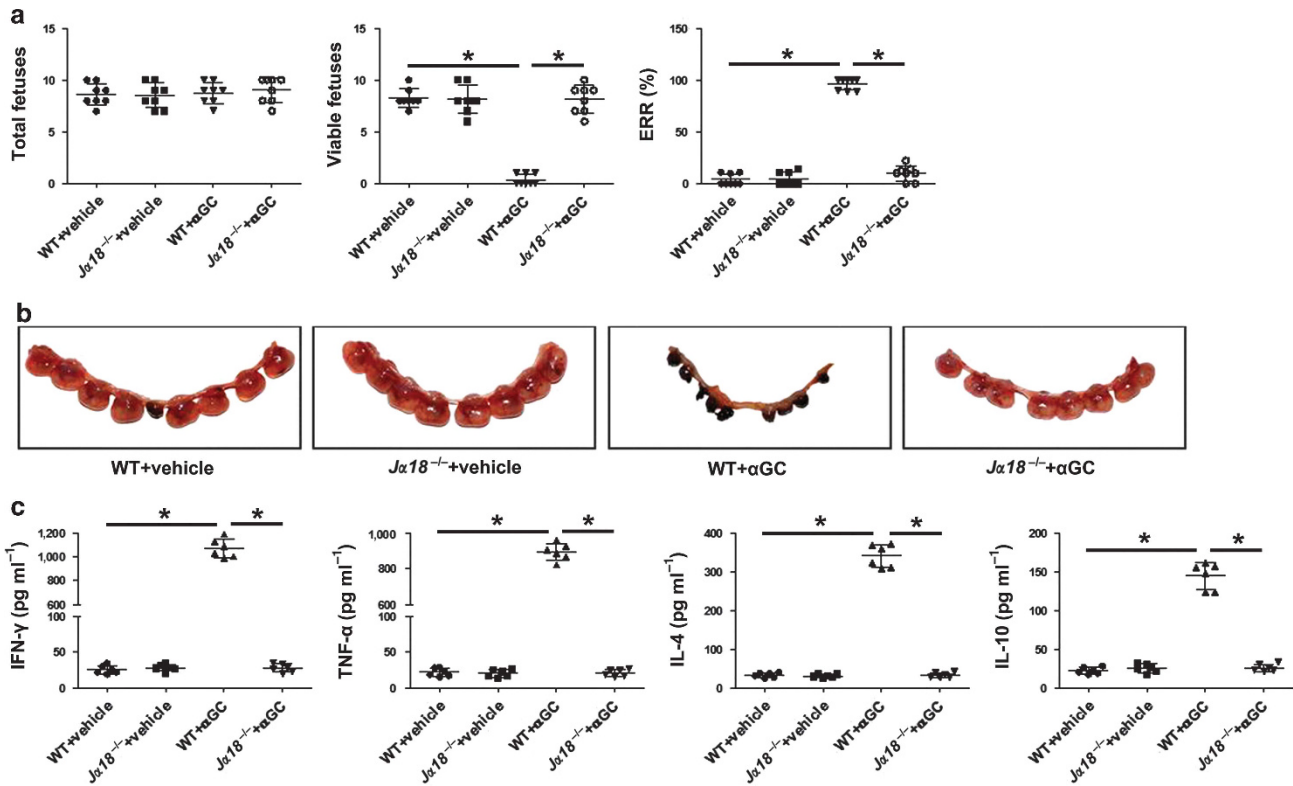 a
Total fetuses
15
10
5
0
WT+vehicle
Jα18⁻/⁻+vehicle
WT+αGC
Jα18⁻/⁻+αGC
Viable fetuses
15
10
5
0
* *
WT+vehicle
Jα18⁻/⁻+vehicle
WT+αGC
Jα18⁻/⁻+αGC
ERR (%)
150
100
50
0
* *
WT+vehicle
Jα18⁻/⁻+vehicle
WT+αGC
Jα18⁻/⁻+αGC
b
WT+vehicle
Jα18⁻/⁻+vehicle
WT+αGC
Jα18⁻/⁻+αGC
c
IFN-γ (pg ml⁻¹)
1,200
1,000
800
600
100
50
0
* *
WT+vehicle
Jα18⁻/⁻+vehicle
WT+αGC
Jα18⁻/⁻+αGC
TNF-α (pg ml⁻¹)
1,000
800
600
100
50
0
* *
WT+vehicle
Jα18⁻/⁻+vehicle
WT+αGC
Jα18⁻/⁻+αGC
IL-4 (pg ml⁻¹)
400
300
200
100
0
* *
WT+vehicle
Jα18⁻/⁻+vehicle
WT+αGC
Jα18⁻/⁻+αGC
IL-10 (pg ml⁻¹)
200
150
100
50
0
* *
WT+vehicle
Jα18⁻/⁻+vehicle
WT+αGC
Jα18⁻/⁻+αGC